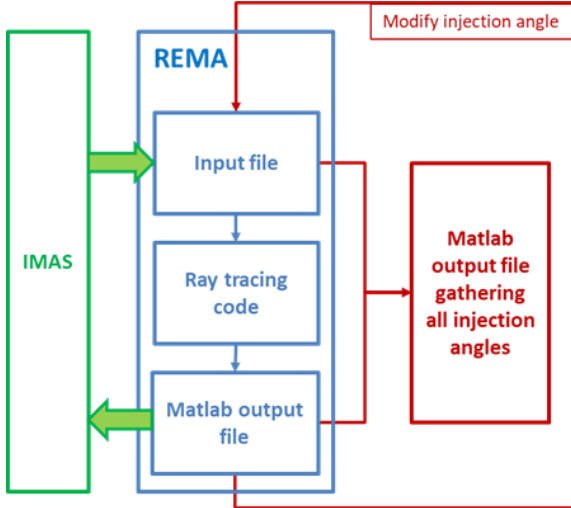 Modify injection angle
REMA
Input file
IMAS
Ray tracing
code
Matlab output
file
Matlab
output file
gathering
all injection
angles